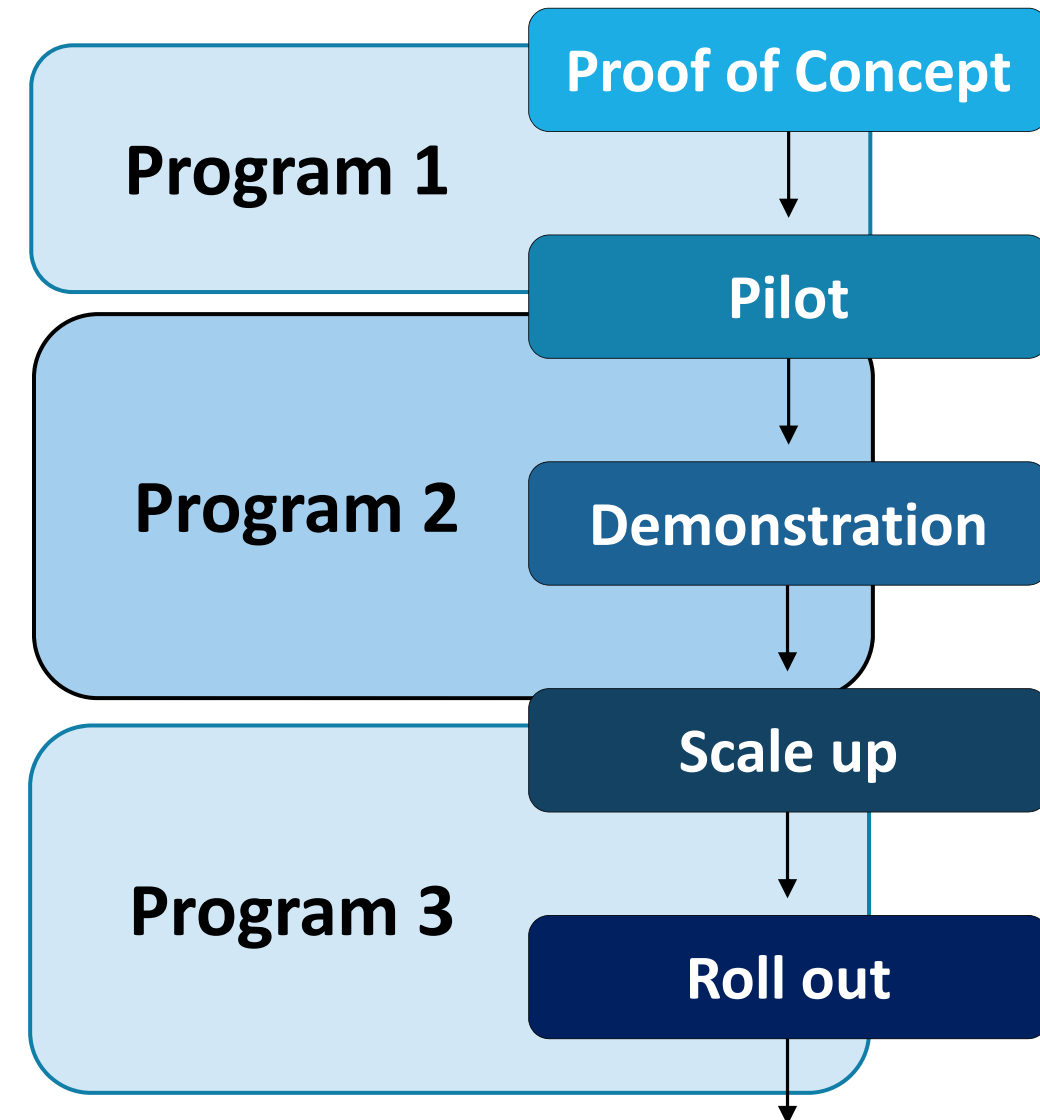 Proof of Concept
Program 1
Pilot
Program 2
Demonstration
Scale up
Program 3
Roll out